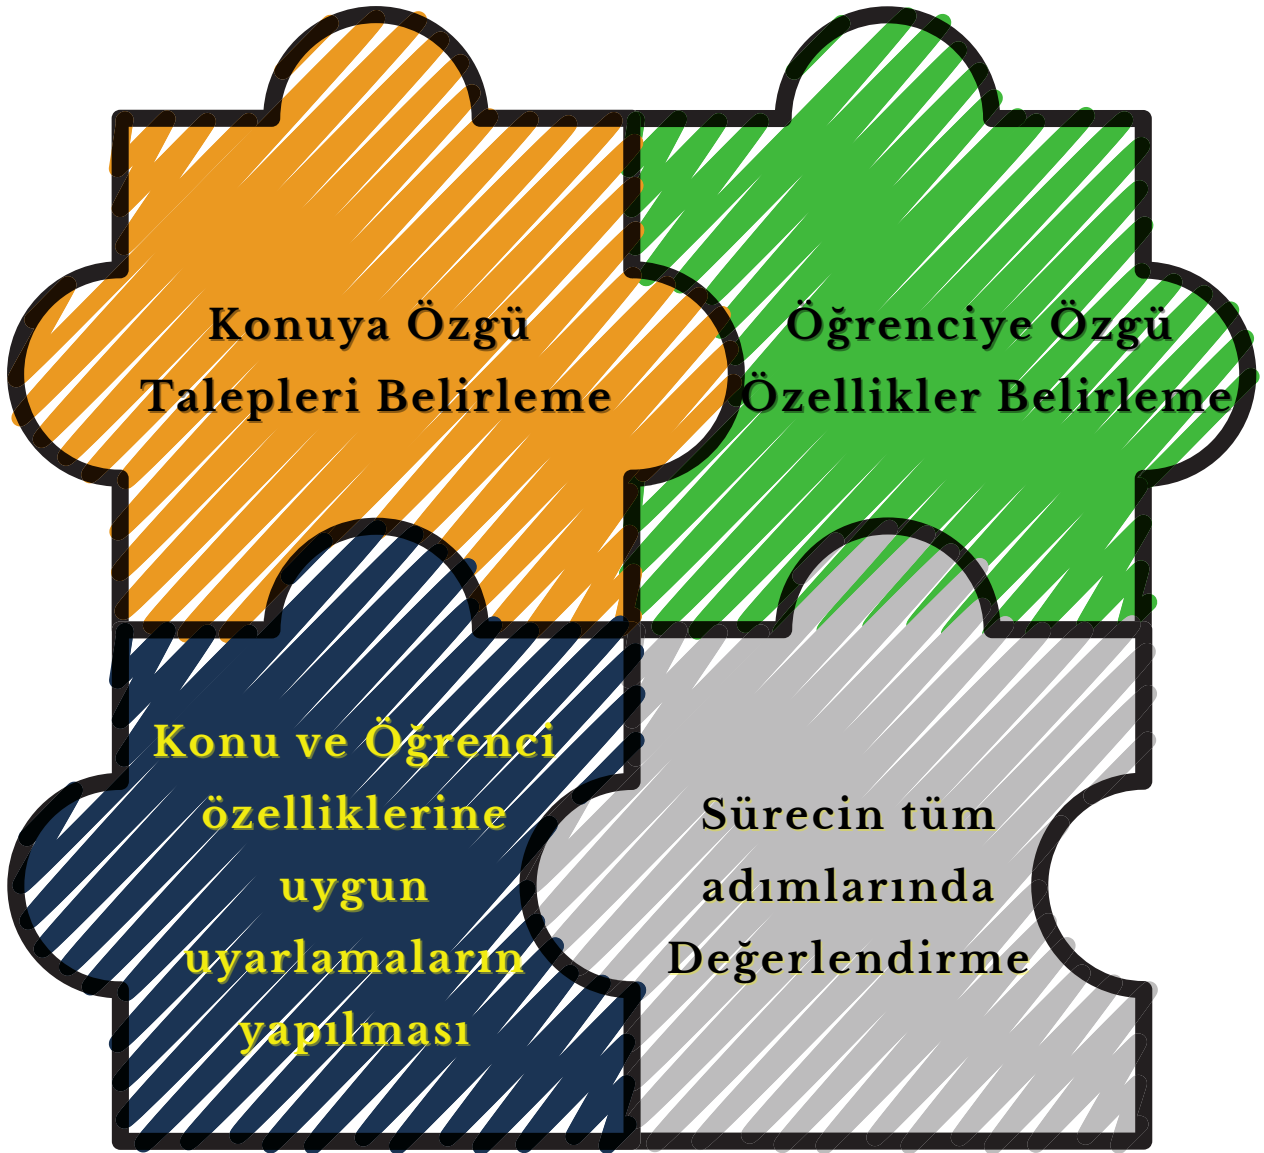 Konuya Özgü
Talepleri Belirleme
Öğrenciye Özgü
Özellikler Belirleme
Konu ve Öğrenci
özelliklerine
uygun
uyarlamaların
yapılması
Sürecin tüm
adımlarında
Değerlendirme